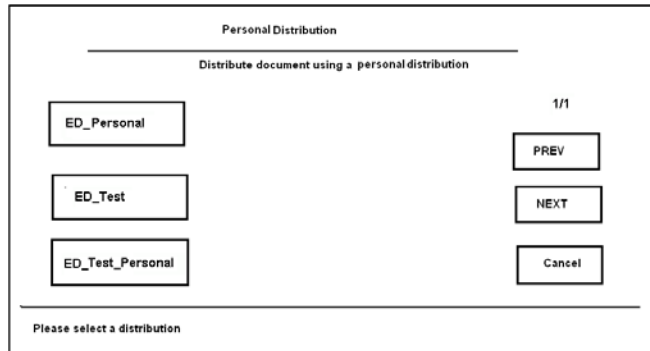 Personal Distribution
Distribute document using a personal distribution
1/1
ED_Personal
PREV
ED_Test
NEXT
ED_Test_Personal
Cancel
Please select a distribution